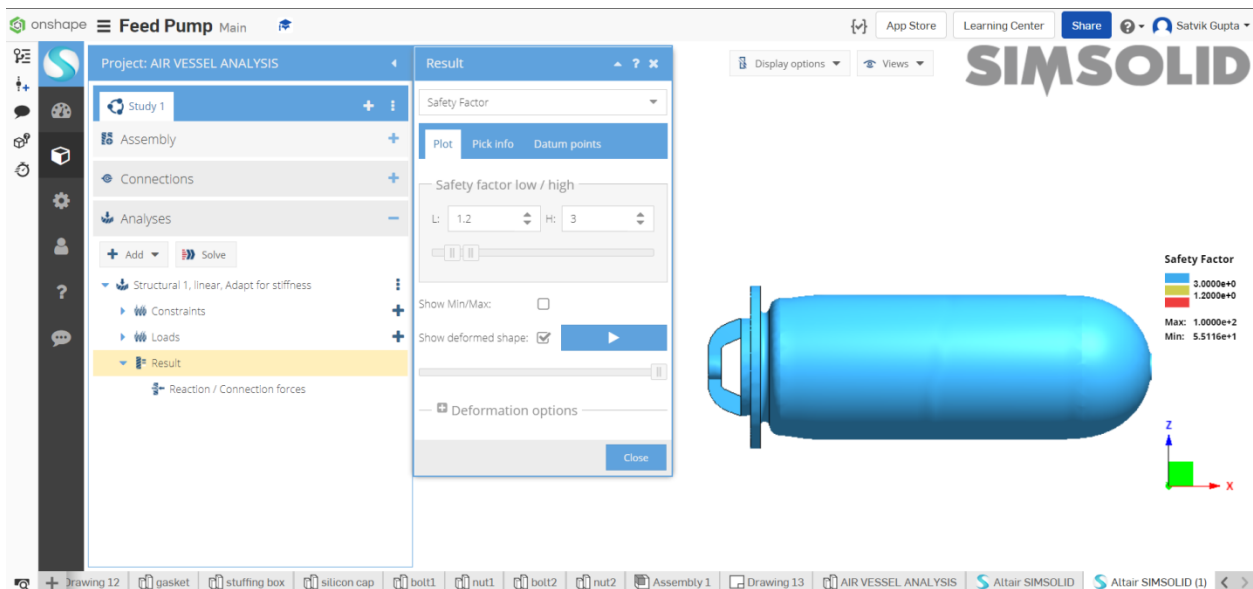 onshape Feed Pump Main
App Store Learning Center Share Satvik Gupta
Project: AIR VESSEL ANALYSIS
Study 1
Assembly
Connections
Analyses
Add Solve
Structural 1, linear, Adapt for stiffness
Constraints
Loads
Result
Reaction / Connection forces
Result
Safety Factor
Plot Pick info Datum points
Safety factor low / high
L: 1.2 H: 3
Show Min/Max:
Show deformed shape:
Deformation options
Close
Display options Views
SIMSOLID
Safety Factor
3.0000e+0
1.2000e+0
Max: 1.0000e+2
Min: 5.5116e+1
Z
X
Drawing 12 gasket stuffing box silicon cap bolt1 nut1 bolt2 nut2 Assembly 1 Drawing 13 AIR VESSEL ANALYSIS Altair SIMSOLID Altair SIMSOLID (1)